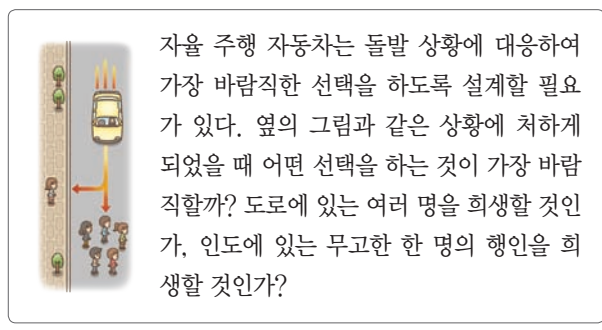 자율 주행 자동차는 돌발 상황에 대응하여
가장 바람직한 선택을 하도록 설계할 필요
가 있다. 옆의 그림과 같은 상황에 처하게
되었을 때 어떤 선택을 하는 것이 가장 바람
직할까? 도로에 있는 여러 명을 희생할 것인
가, 인도에 있는 무고한 한 명의 행인을 희
생할 것인가?